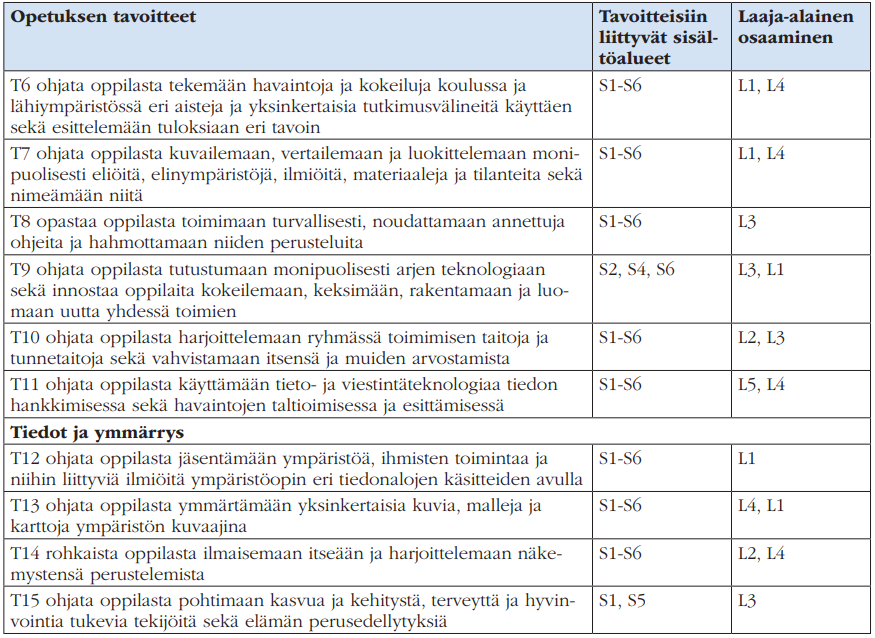 Opetuksen tavoitteet
Tavoitteisiin
liittyvät sisäl-
töalueet
Laaja-alainen
osaaminen
T6 ohjata oppilasta tekemään havaintoja ja kokeiluja koulussa ja
lähiympäristössä eri aisteja ja yksinkertaisia tutkimusvälineitä käyttäen
sekä esittelemään tuloksiaan eri tavoin
S1-S6
L1, L4
T7 ohjata oppilasta kuvailemaan, vertailemaan ja luokittelemaan moni-
puolisesti eliöitä, elinympäristöjä, ilmiöitä, materiaaleja ja tilanteita sekä
nimeämään niitä
S1-S6
L1, L4
T8 opastaa oppilasta toimimaan turvallisesti, noudattamaan annettuja
ohjeita ja hahmottamaan niiden perusteluita
S1-S6
L3
T9 ohjata oppilasta tutustumaan monipuolisesti arjen teknologiaan
sekä innostaa oppilaita kokeilemaan, keksimään, rakentamaan ja luo-
maan uutta yhdessä toimien
S2, S4, S6
L3, L1
T10 ohjata oppilasta harjoittelemaan ryhmässä toimimisen taitoja ja
tunnetaitoja sekä vahvistamaan itsensä ja muiden arvostamista
S1-S6
L2, L3
T11 ohjata oppilasta käyttämään tieto- ja viestintäteknologiaa tiedon
hankkimisessa sekä havaintojen taltioimisessa ja esittämisessä
S1-S6
L5, L4
Tiedot ja ymmärrys
T12 ohjata oppilasta jäsentämään ympäristöä, ihmisten toimintaa ja
niihin liittyviä ilmiöitä ympäristöopin eri tiedonalojen käsitteiden avulla
S1-S6
L1
T13 ohjata oppilasta ymmärtämään yksinkertaisia kuvia, malleja ja
karttoja ympäristön kuvaajina
S1-S6
L4, L1
T14 rohkaista oppilasta ilmaisemaan itseään ja harjoittelemaan näke-
mystensä perustelemista
S1-S6
L2, L4
T15 ohjata oppilasta pohtimaan kasvua ja kehitystä, terveyttä ja hyvin-
vointia tukevia tekijöitä sekä elämän perusedellytyksiä
S1, S5
L3